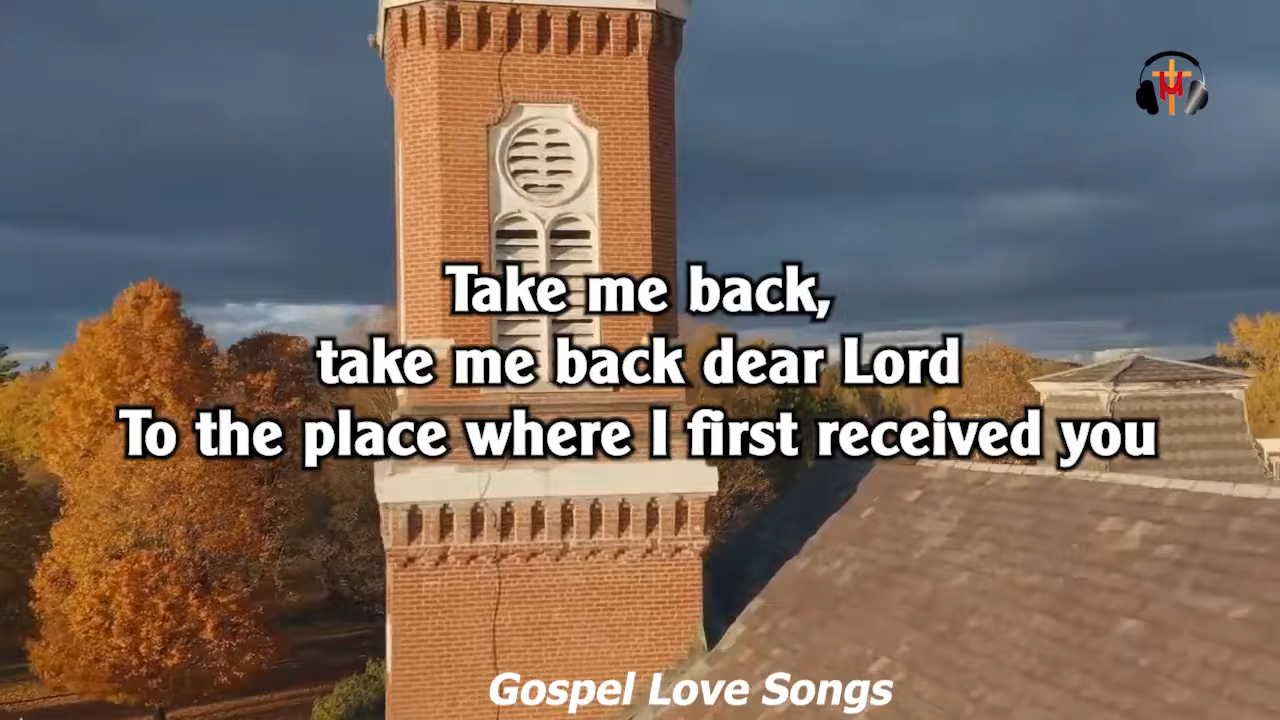 Take me back,
take me back dear Lord
To the place where I first received you
Gospel Love Songs